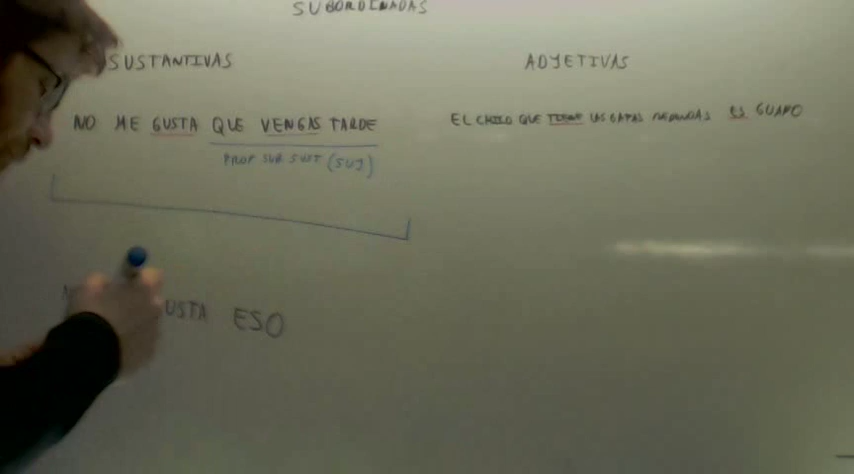 SUBORDINADAS
SUSTANTIVAS
NO ME GUSTA QUE VENGAS TARDE
PROP SUB SUST (SUJ)
USTA ESO
ADJETIVAS
EL CHICO QUE TIENE LAS GAFAS REDONDAS ES GUAPO